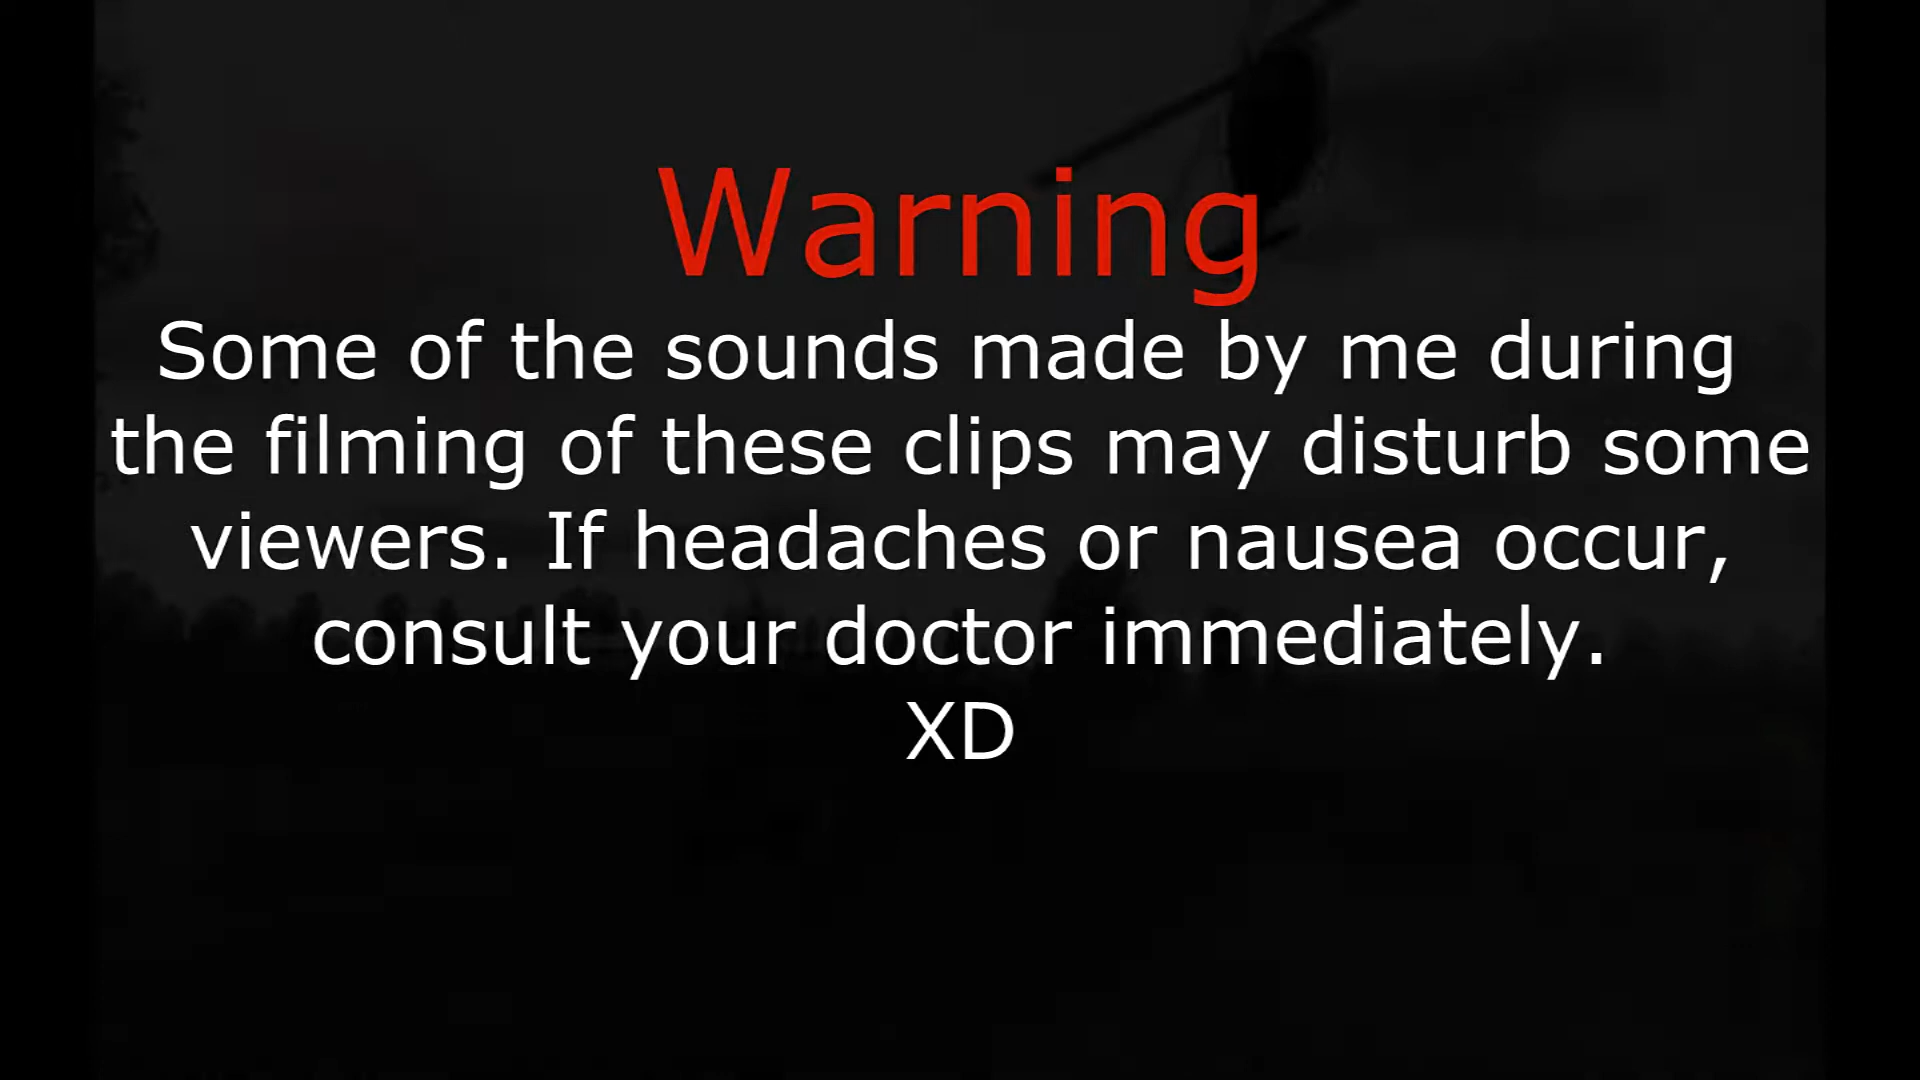 Warning
Some of the sounds made by me during
the filming of these clips may disturb some
viewers. If headaches or nausea occur,
consult your doctor immediately.
XD